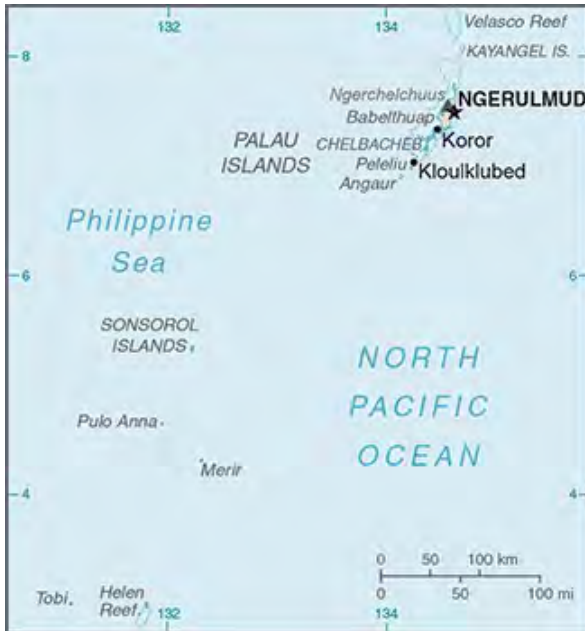 132
134
Velasco Reef
8
KAYANGEL IS.
Ngerchelchuus
NGERULMUD
Babelthuap
CHELBACHEB
Koror
PALAU
ISLANDS
Peleliu
Kloulklubed
Angaur
Philippine
Sea
6
6
SONSOROL
ISLANDS
NORTH
PACIFIC
OCEAN
Pulo Anna
Merir
4
4
0 50 100 km
0 50 100 mi
Tobi
Helen
Reef
132
134